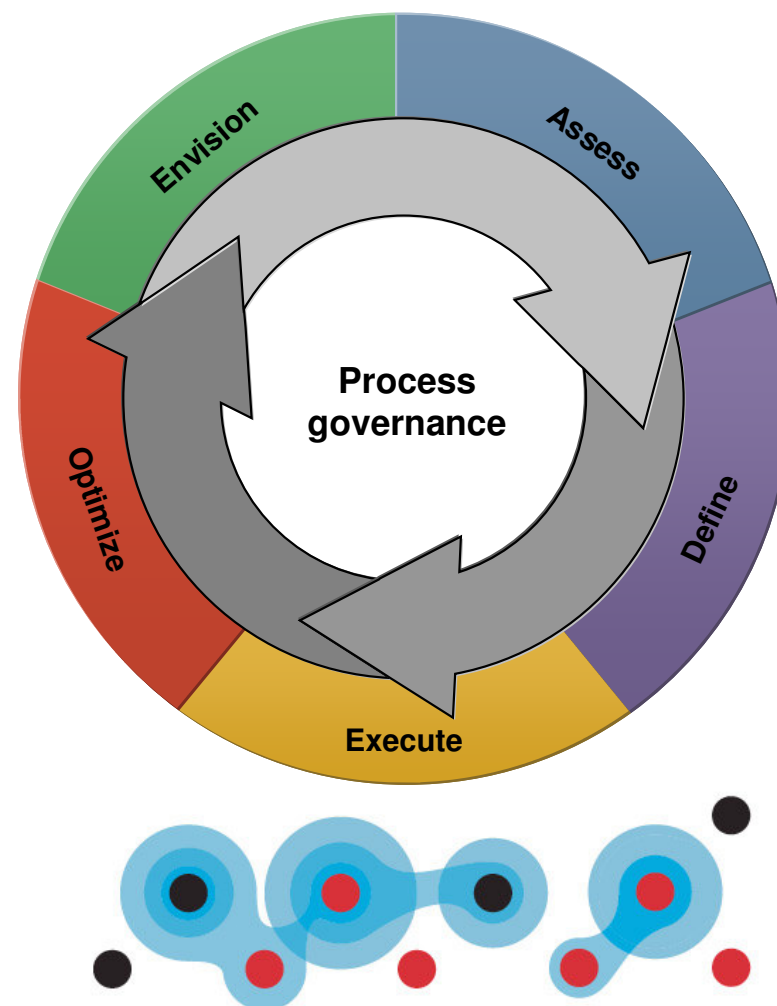 Envision
Assess
Process
governance
Optimize
Define
Execute